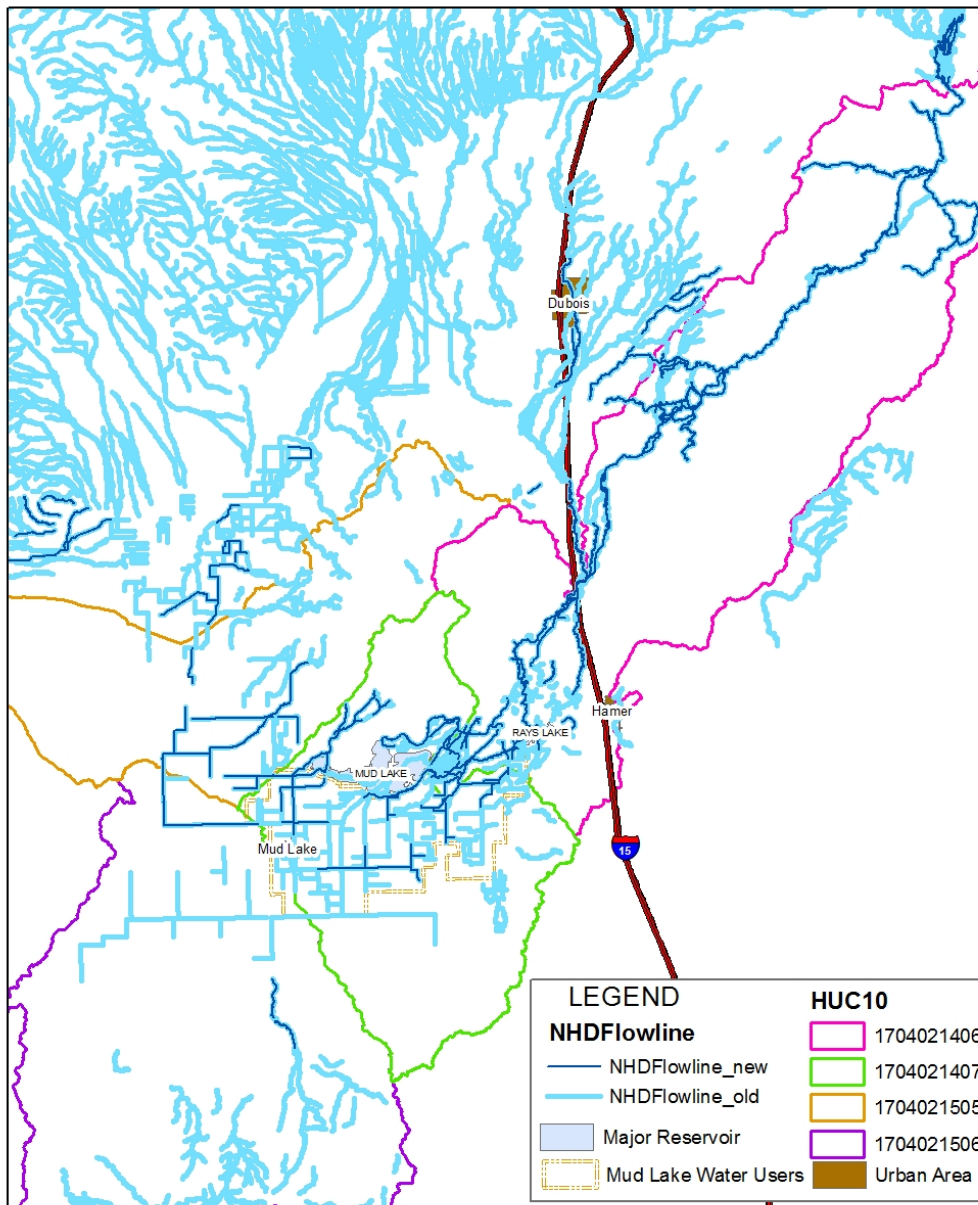 Dubois
Hamer
RAYS LAKE
MUD LAKE
Mud Lake
15
LEGEND
NHDFlowline
NHDFlowline_new
NHDFlowline_old
Major Reservoir
Mud Lake Water Users
HUC10
1704021406
1704021407
1704021505
1704021506
Urban Area